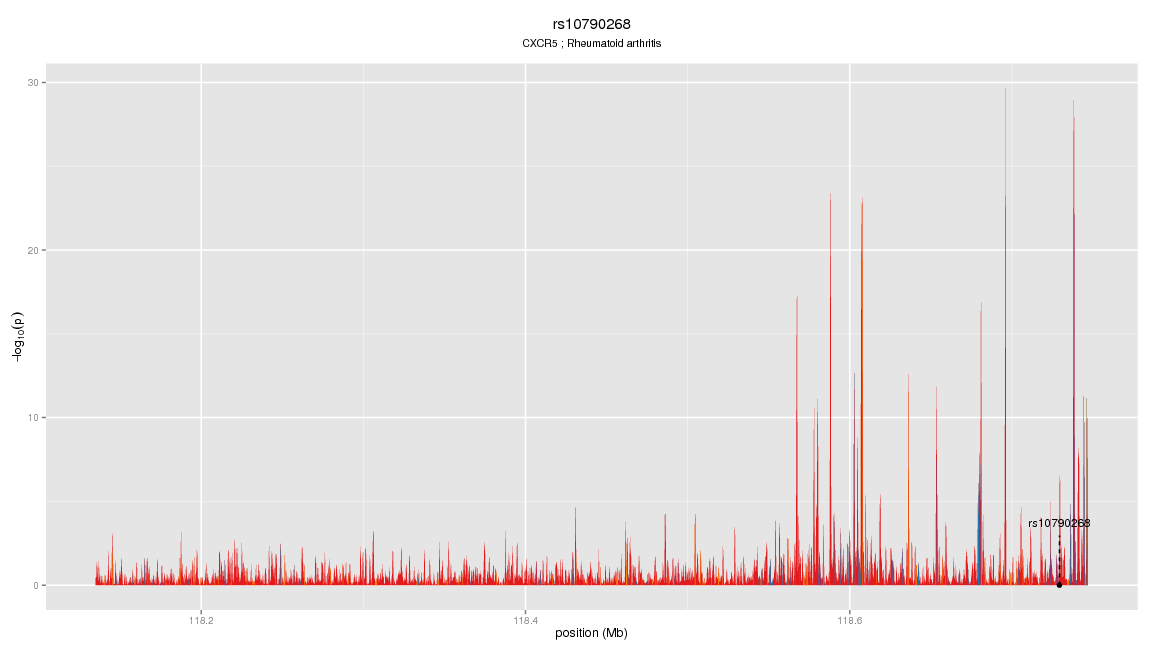 rs10790268
CXCR5 ; Rheumatoid arthritis
30
20
10
0
−log10(p)
rs10790268
118.2
118.4
118.6
position (Mb)